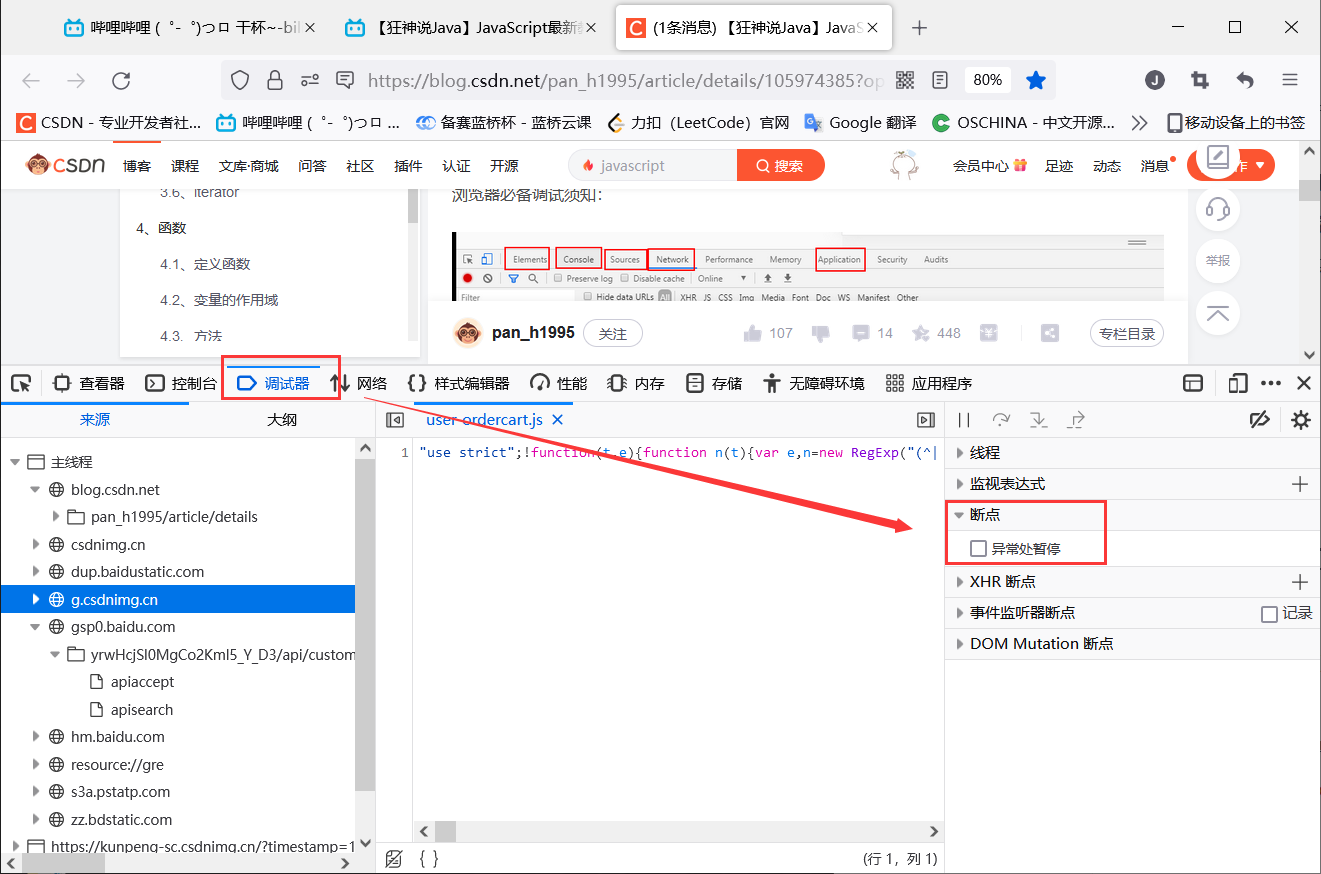 哔哩哔哩 (゜-゜)つロ 干杯~-bil
【狂神说Java】JavaScript最新
(1条消息) 【狂神说Java】JavaS
https://blog.csdn.net/pan_h1995/article/details/105974385?op
80%
J
CSDN - 专业开发者社...
哔哩哔哩 (゜-゜)つロ ...
备赛蓝桥杯 - 蓝桥云课
力扣（LeetCode）官网
Google 翻译
OSCHINA - 中文开源...
移动设备上的书签
CSDN 博客 课程 文库·商城 问答 社区 插件 认证 开源
javascript
搜索
会员中心 足迹 动态 消息 作
3.6、iterator
4、函数
4.1、定义函数
4.2、变量的作用域
4.3、方法
浏览器必备调试须知：
Elements Console Sources Network Performance Memory Application Security Audits
Preserve log Disable cache Online
Filter Hide data URLs All XHR JS CSS Img Media Font Doc WS Manifest Other
pan_h1995 关注 107 14 448 专栏目录
举报
查看器 控制台 调试器 网络 {} 样式编辑器 性能 内存 存储 无障碍环境 应用程序
来源 大纲
user-ordercart.js
主线程
blog.csdn.net
pan_h1995/article/details
csdnimg.cn
dup.baidustatic.com
g.csdnimg.cn
gsp0.baidu.com
yrwHcjSl0MgCo2Kml5_Y_D3/api/custom
apiaccept
apisearch
hm.baidu.com
resource://gre
s3a.pstatp.com
zz.bdstatic.com
https://kunpeng-sc.csdnimg.cn/?timestamp=1
1 "use strict";!function(t,e){function n(t){var e,n=new RegExp("(^|
{ }
(行 1，列 1)
线程
监视表达式
断点
异常处暂停
XHR 断点
事件监听器断点 记录
DOM Mutation 断点